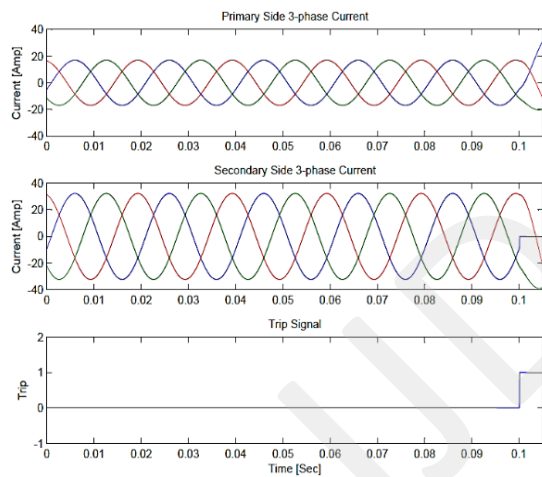 Primary Side 3-phase Current
Current [Amp]
40
20
0
-20
-40
0 0.01 0.02 0.03 0.04 0.05 0.06 0.07 0.08 0.09 0.1
Secondary Side 3-phase Current
Current [Amp]
40
20
0
-20
-40
0 0.01 0.02 0.03 0.04 0.05 0.06 0.07 0.08 0.09 0.1
Trip Signal
Trip
2
1
0
-1
0 0.01 0.02 0.03 0.04 0.05 0.06 0.07 0.08 0.09 0.1
Time [Sec]